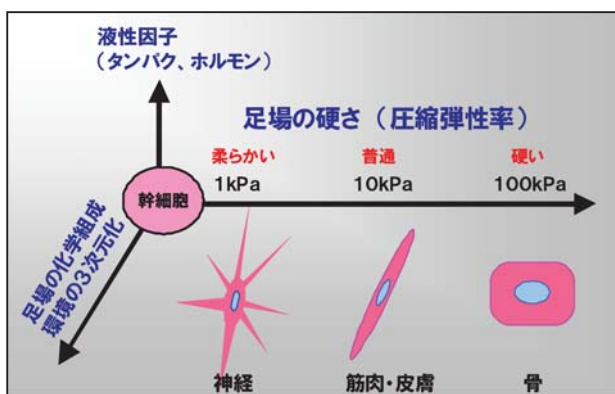 液性因子
(タンパク、ホルモン)
足場の硬さ(圧縮弾性率)
柔らかい 普通 硬い
1kPa 10kPa 100kPa
幹細胞
足場の化学組成
環境の3次元化
神経 筋肉・皮膚 骨